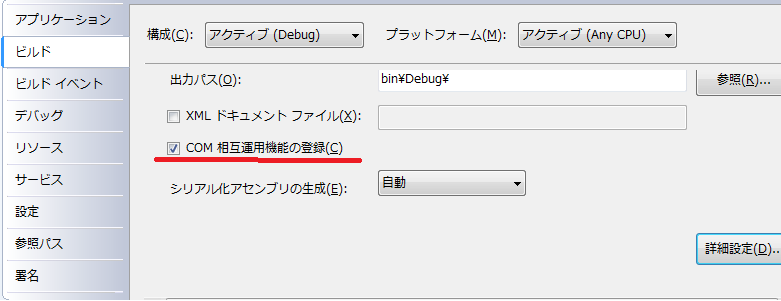 アプリケーション
ビルド
ビルド イベント
デバッグ
リソース
サービス
設定
参照パス
署名
構成(C): アクティブ (Debug) プラットフォーム(M): アクティブ (Any CPU)
出力パス(O): bin¥Debug¥ 参照(R)...
XML ドキュメント ファイル(X):
COM 相互運用機能の登録(C)
シリアル化アセンブリの生成(E): 自動
詳細設定(D)...